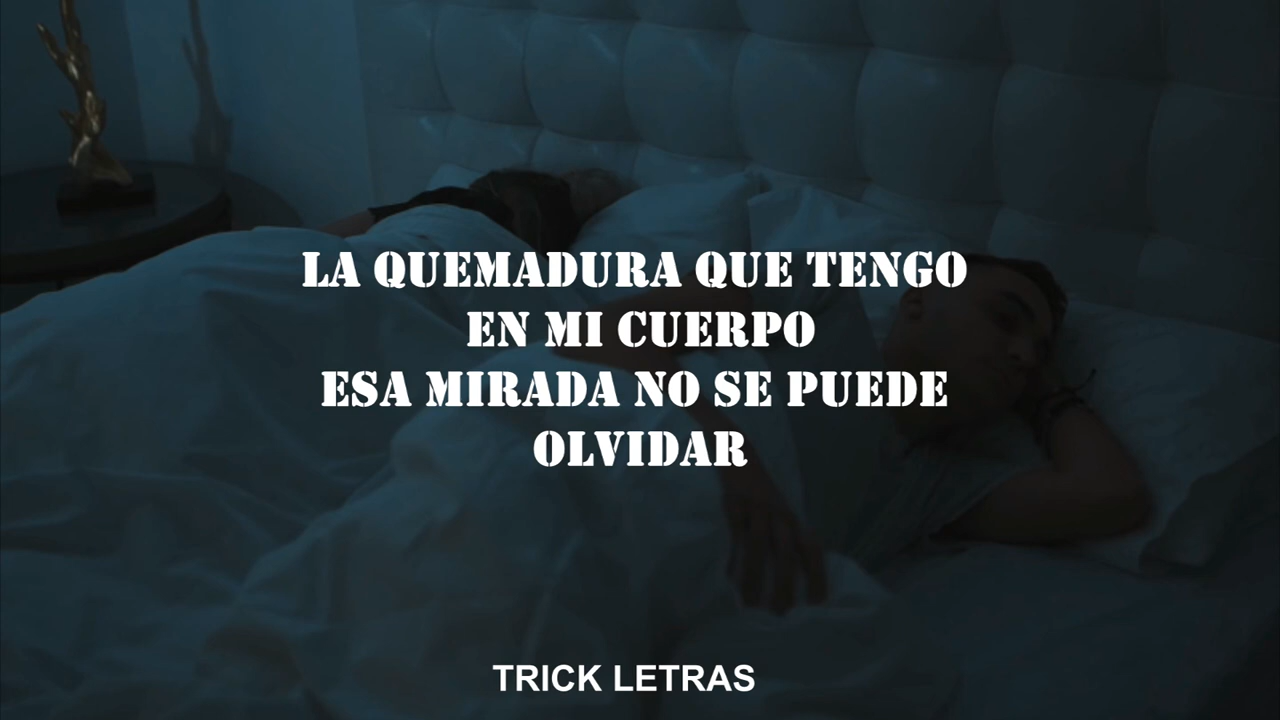 LA QUEMADURA QUE TENGO
EN MI CUERPO
ESA MIRADA NO SE PUEDE
OLVIDAR
TRICK LETRAS